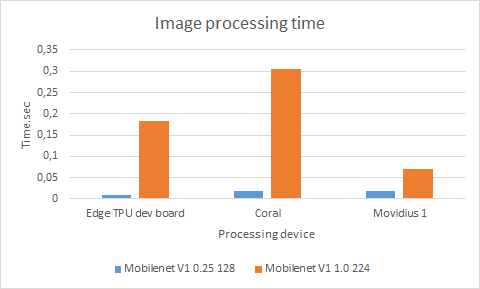 Image processing time
0,35
0,3
0,25
0,2
0,15
0,1
0,05
0
Time.sec
Edge TPU dev board Coral Movidius 1
Processing device
Mobilenet V1 0.25 128 Mobilenet V1 1.0 224